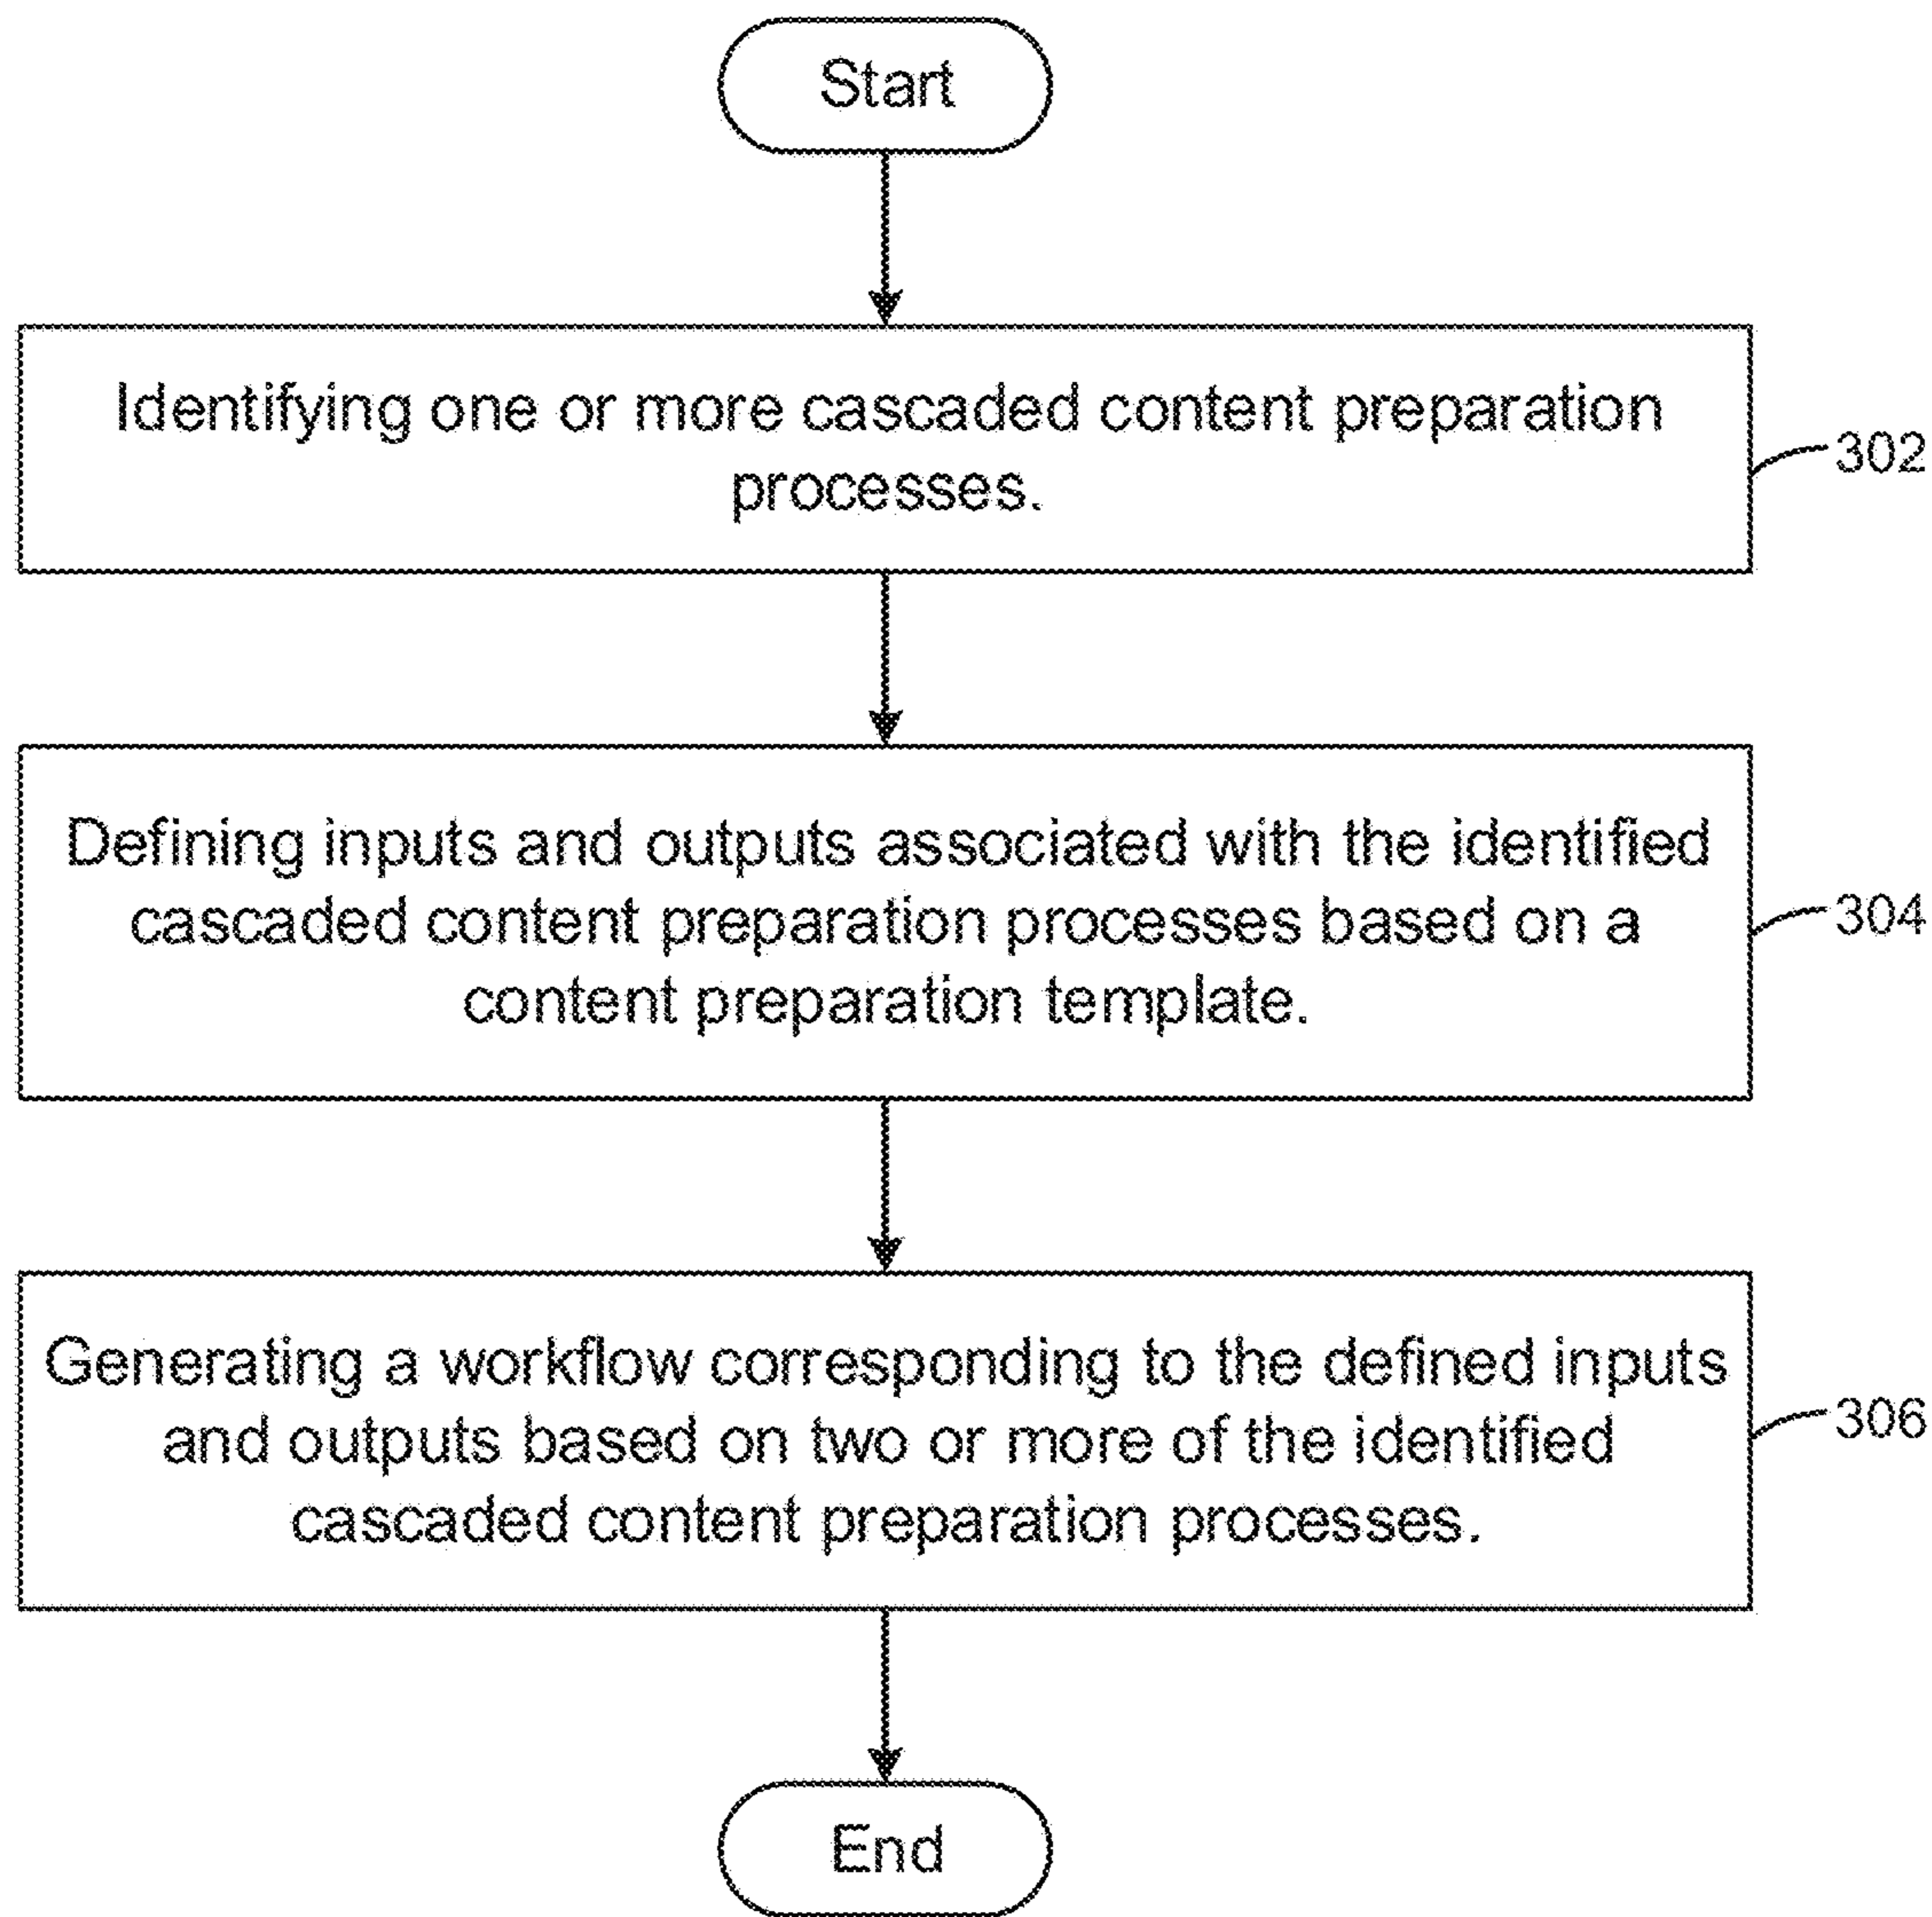 Start
Identifying one or more cascaded content preparation
processes.
302
Defining inputs and outputs associated with the identified
cascaded content preparation processes based on a
content preparation template.
304
Generating a workflow corresponding to the defined inputs
and outputs based on two or more of the identified
cascaded content preparation processes.
306
End